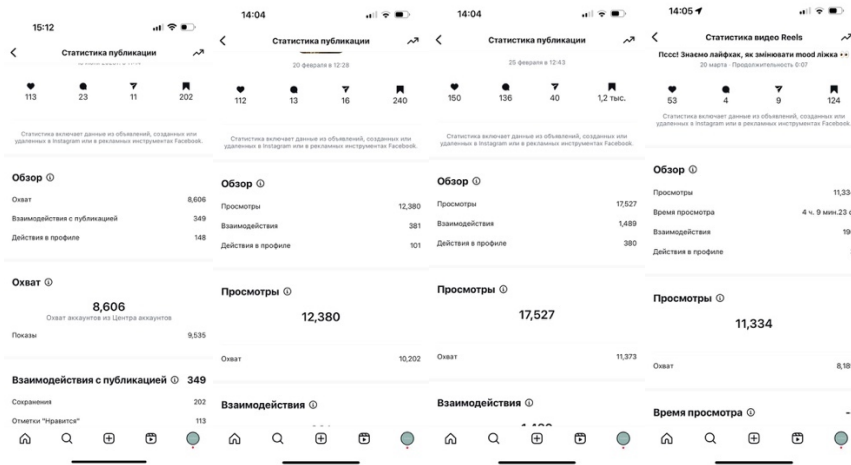 15:12
Статистика публикации
113 23 11 202
Статистика включает данные из объявлений, созданных или
удаленных в Instagram или в рекламных инструментах Facebook.
Обзор
Охват 8,606
Взаимодействия с публикацией 349
Действия в профиле 148
Охват
8,606
Охват аккаунтов из Центра аккаунтов
Показы 9,535
Взаимодействия с публикацией 349
Сохранения 202
Отметки "Нравится" 113
14:04
Статистика публикации
20 февраля в 12:28
112 13 16 240
Статистика включает данные из объявлений, созданных или
удаленных в Instagram или в рекламных инструментах Facebook.
Обзор
Просмотры 12,380
Взаимодействия 381
Действия в профиле 101
Просмотры
12,380
Охват 10,202
Взаимодействия
14:04
Статистика публикации
25 февраля в 12:43
150 136 40 1,2 тыс.
Статистика включает данные из объявлений, созданных или
удаленных в Instagram или в рекламных инструментах Facebook.
Обзор
Просмотры 17,527
Взаимодействия 1,489
Действия в профиле 380
Просмотры
17,527
Охват 11,373
Взаимодействия
14:05
Статистика видео Reels
Пссс! Знаємо лайфхак, як змінювати mood ліжка
20 марта · Продолжительность 0:07
53 4 9 124
Статистика включает данные из объявлений, созданных или
удаленных в Instagram или в рекламных инструментах Facebook.
Обзор
Просмотры 11,334
Время просмотра 4 ч. 9 мин.23 с
Взаимодействия
Действия в профиле
Просмотры
11,334
Охват
Время просмотра